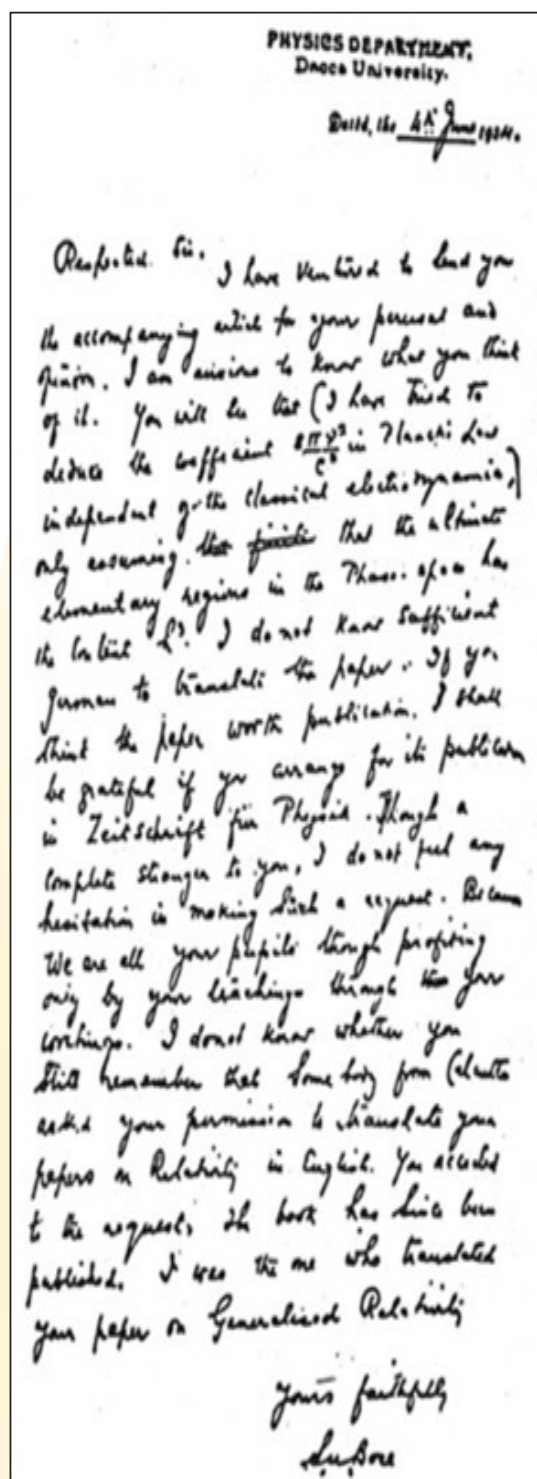 PHYSICS DEPARTMENT,
Dacca University.
Dated, the 4th June 1924.
Respected Sir,
I have ventured to send you
the accompanying article for your perusal and
opinion. I am anxious to know what you think
of it. You will see that (I have tried to
deduce the coefficient 8πν²/c³ in Planck's Law
independent of the classical electrodynamics,)
only assuming that the ultimate
elementary regions in the Phase-space has
the content h³. I do not know sufficient
German to translate the paper. If you
think the paper worth publication, I shall
be grateful if you arrange for its publication
in Zeitschrift für Physik. Though a
complete stranger to you, I do not feel any
hesitation in making such a request. Because
We are all your pupils though profiting
only by your teachings through your
writings. I do not know whether you
still remember that somebody from Calcutta
asked your permission to translate your
papers on Relativity in English. You acceded
to the request. The book has since been
published. I was the one who translated
your paper on Generalised Relativity
Yours faithfully
S.N. Bose